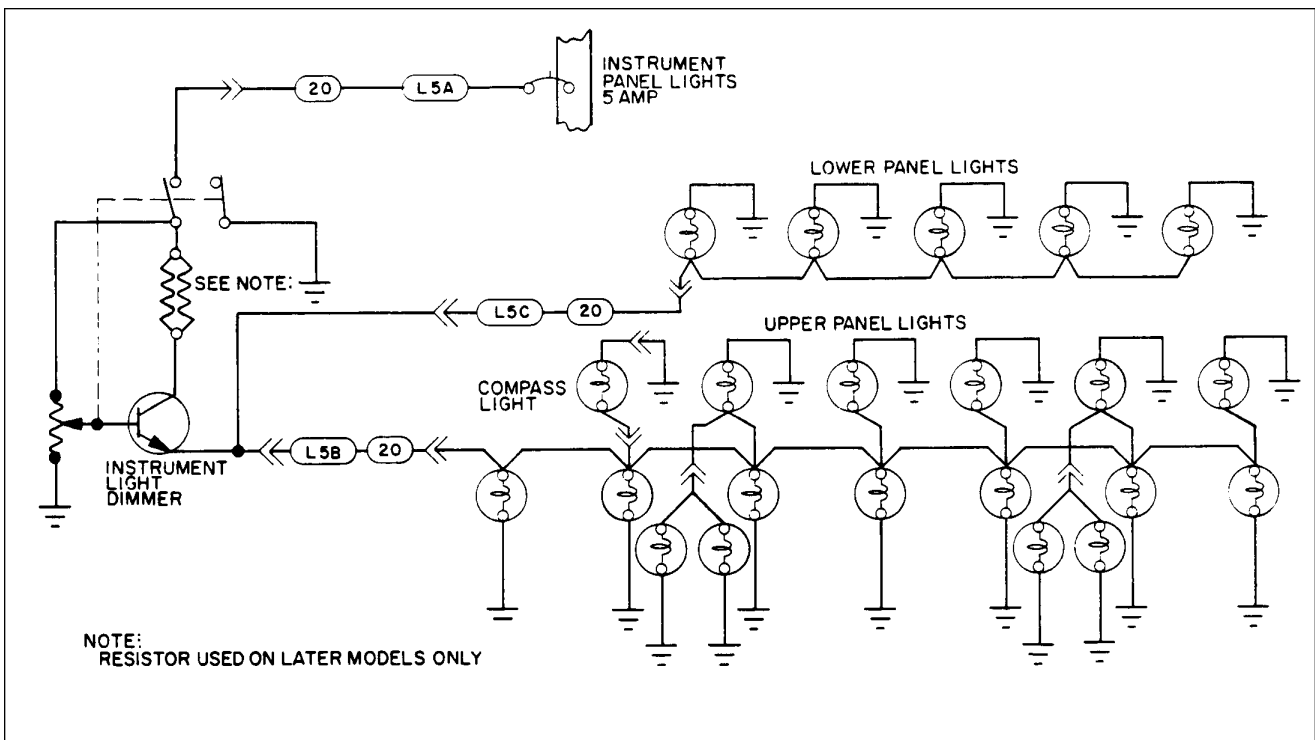 INSTRUMENT
PANEL LIGHTS
5 AMP
20
L5A
LOWER PANEL LIGHTS
SEE NOTE:
L5C
20
UPPER PANEL LIGHTS
COMPASS
LIGHT
L5B
20
INSTRUMENT
LIGHT
DIMMER
NOTE:
RESISTOR USED ON LATER MODELS ONLY